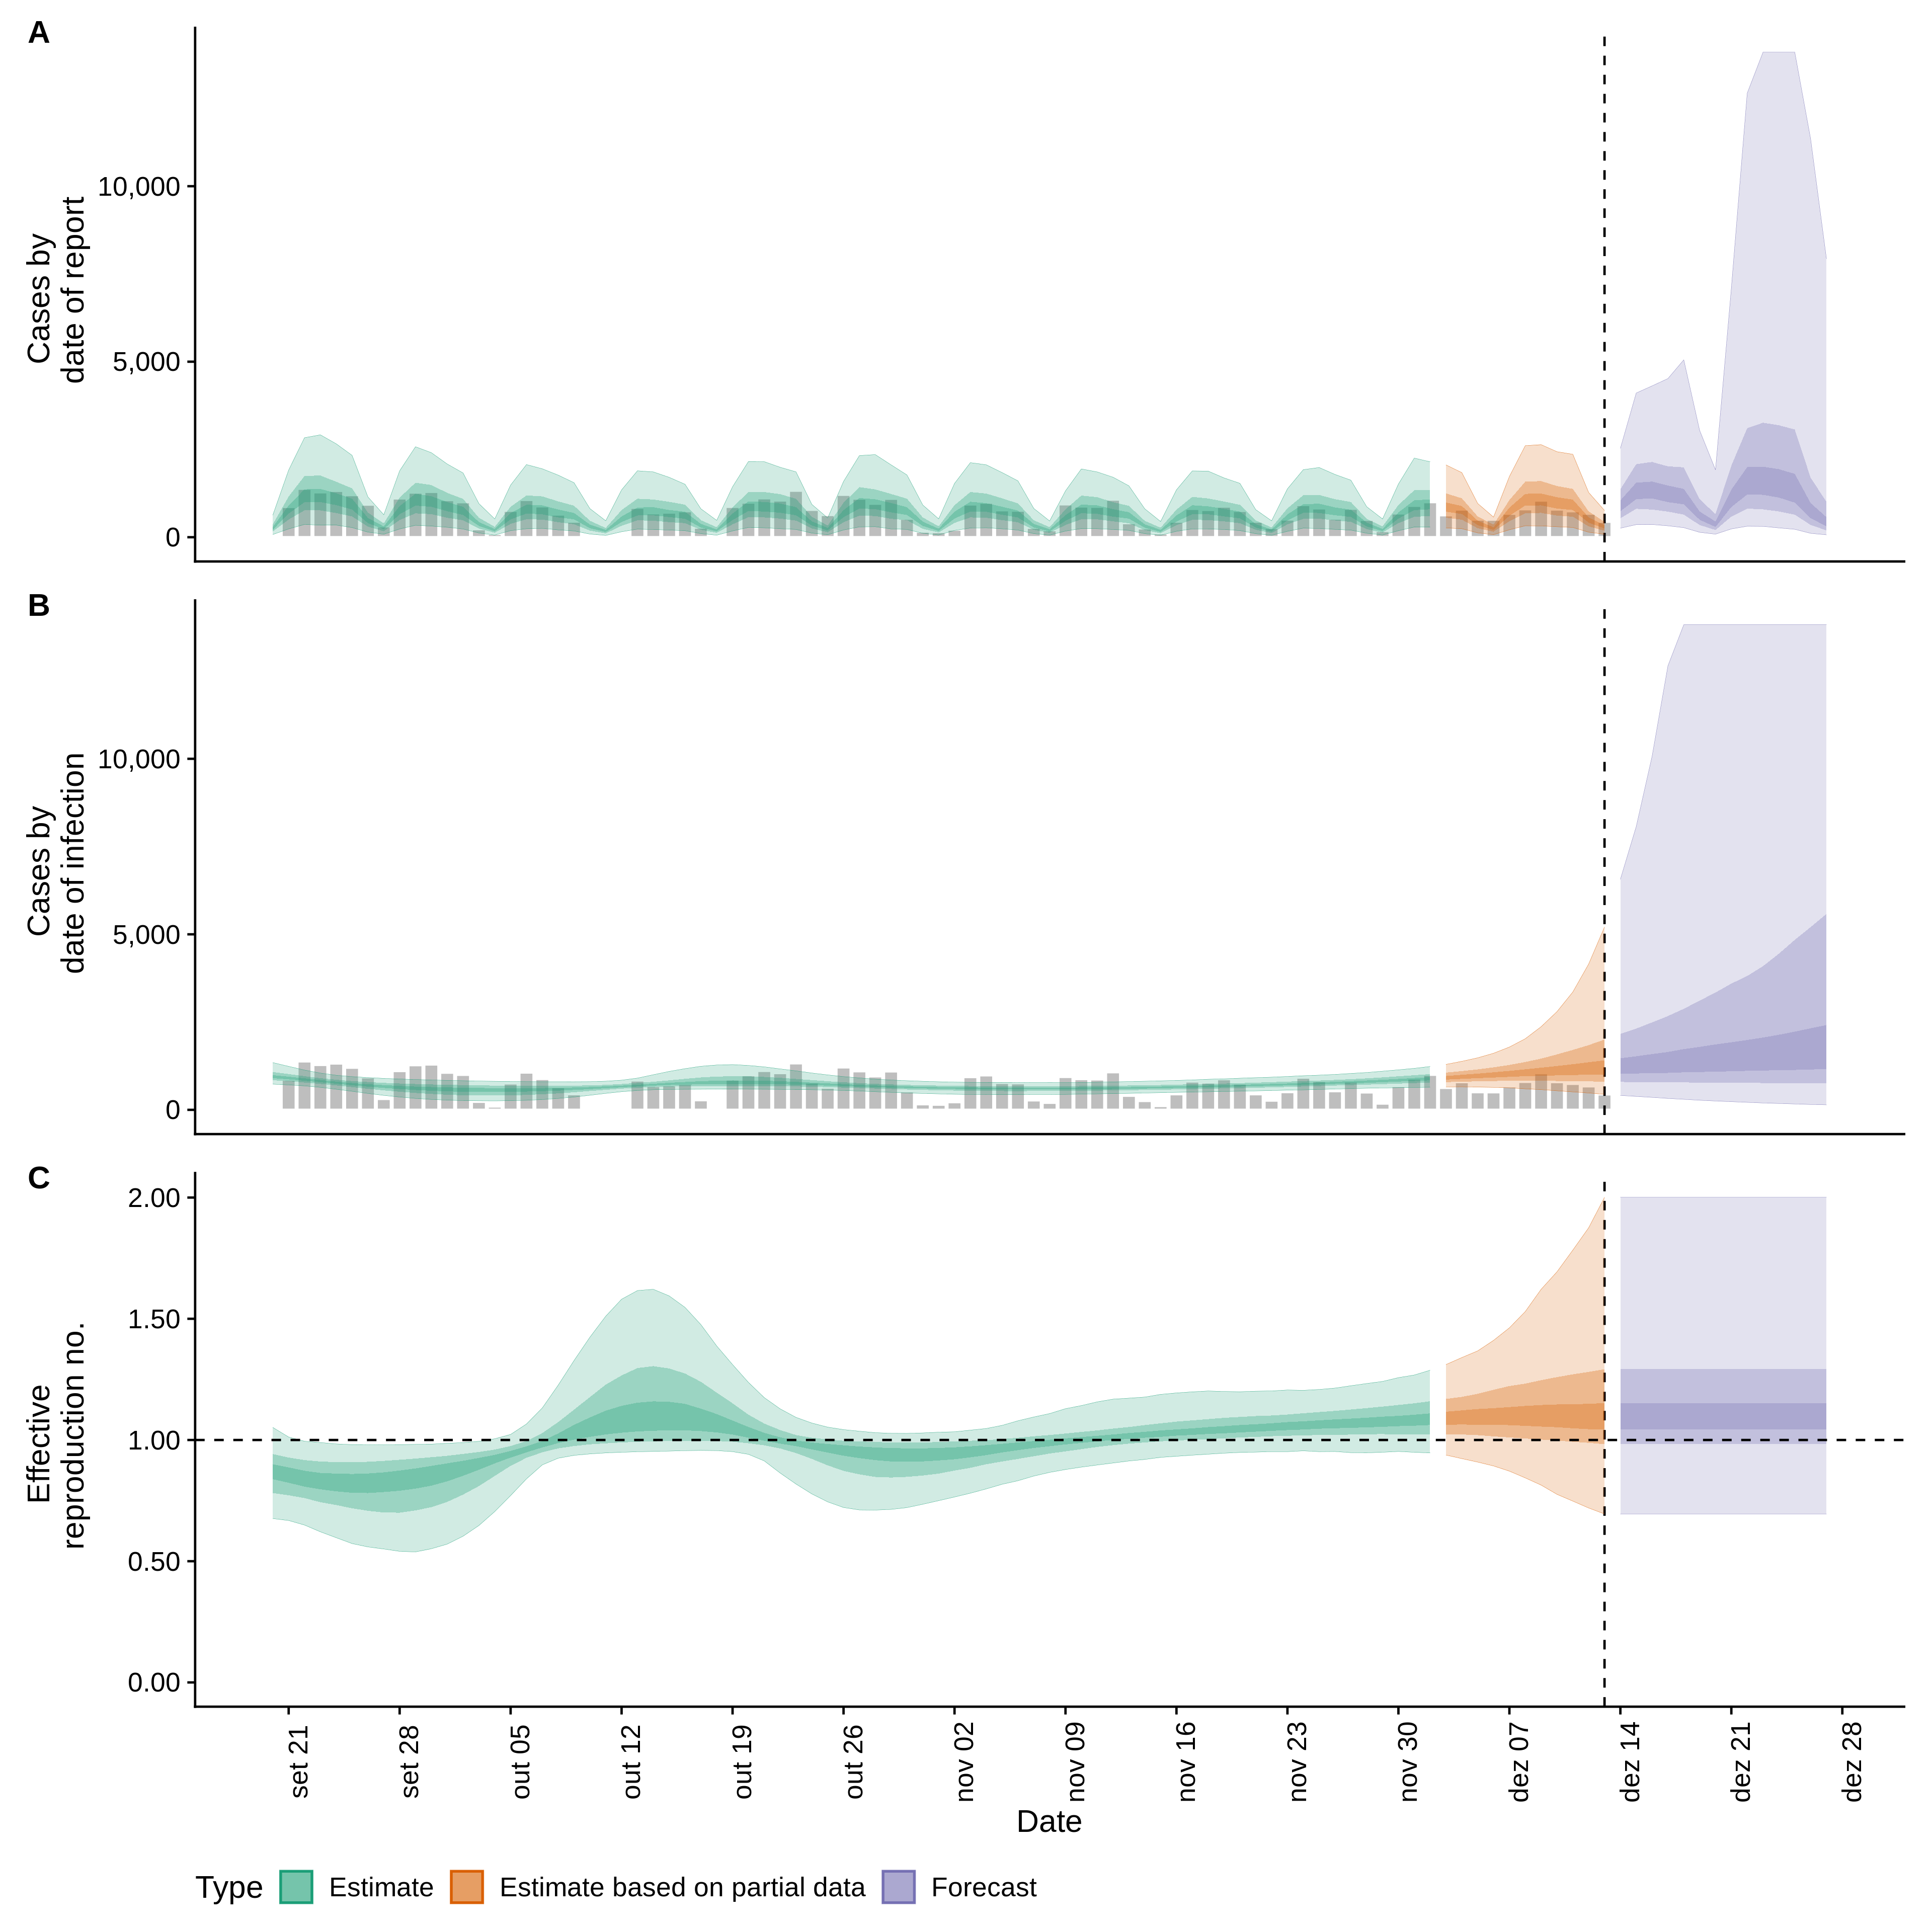 A
Cases by
date of report
10,000
5,000
0
B
Cases by
date of infection
10,000
5,000
0
C
Effective
reproduction no.
2.00
1.50
1.00
0.50
0.00
set 21
set 28
out 05
out 12
out 19
out 26
nov 02
nov 09
nov 16
nov 23
nov 30
dez 07
dez 14
dez 21
dez 28
Date
Type Estimate Estimate based on partial data Forecast